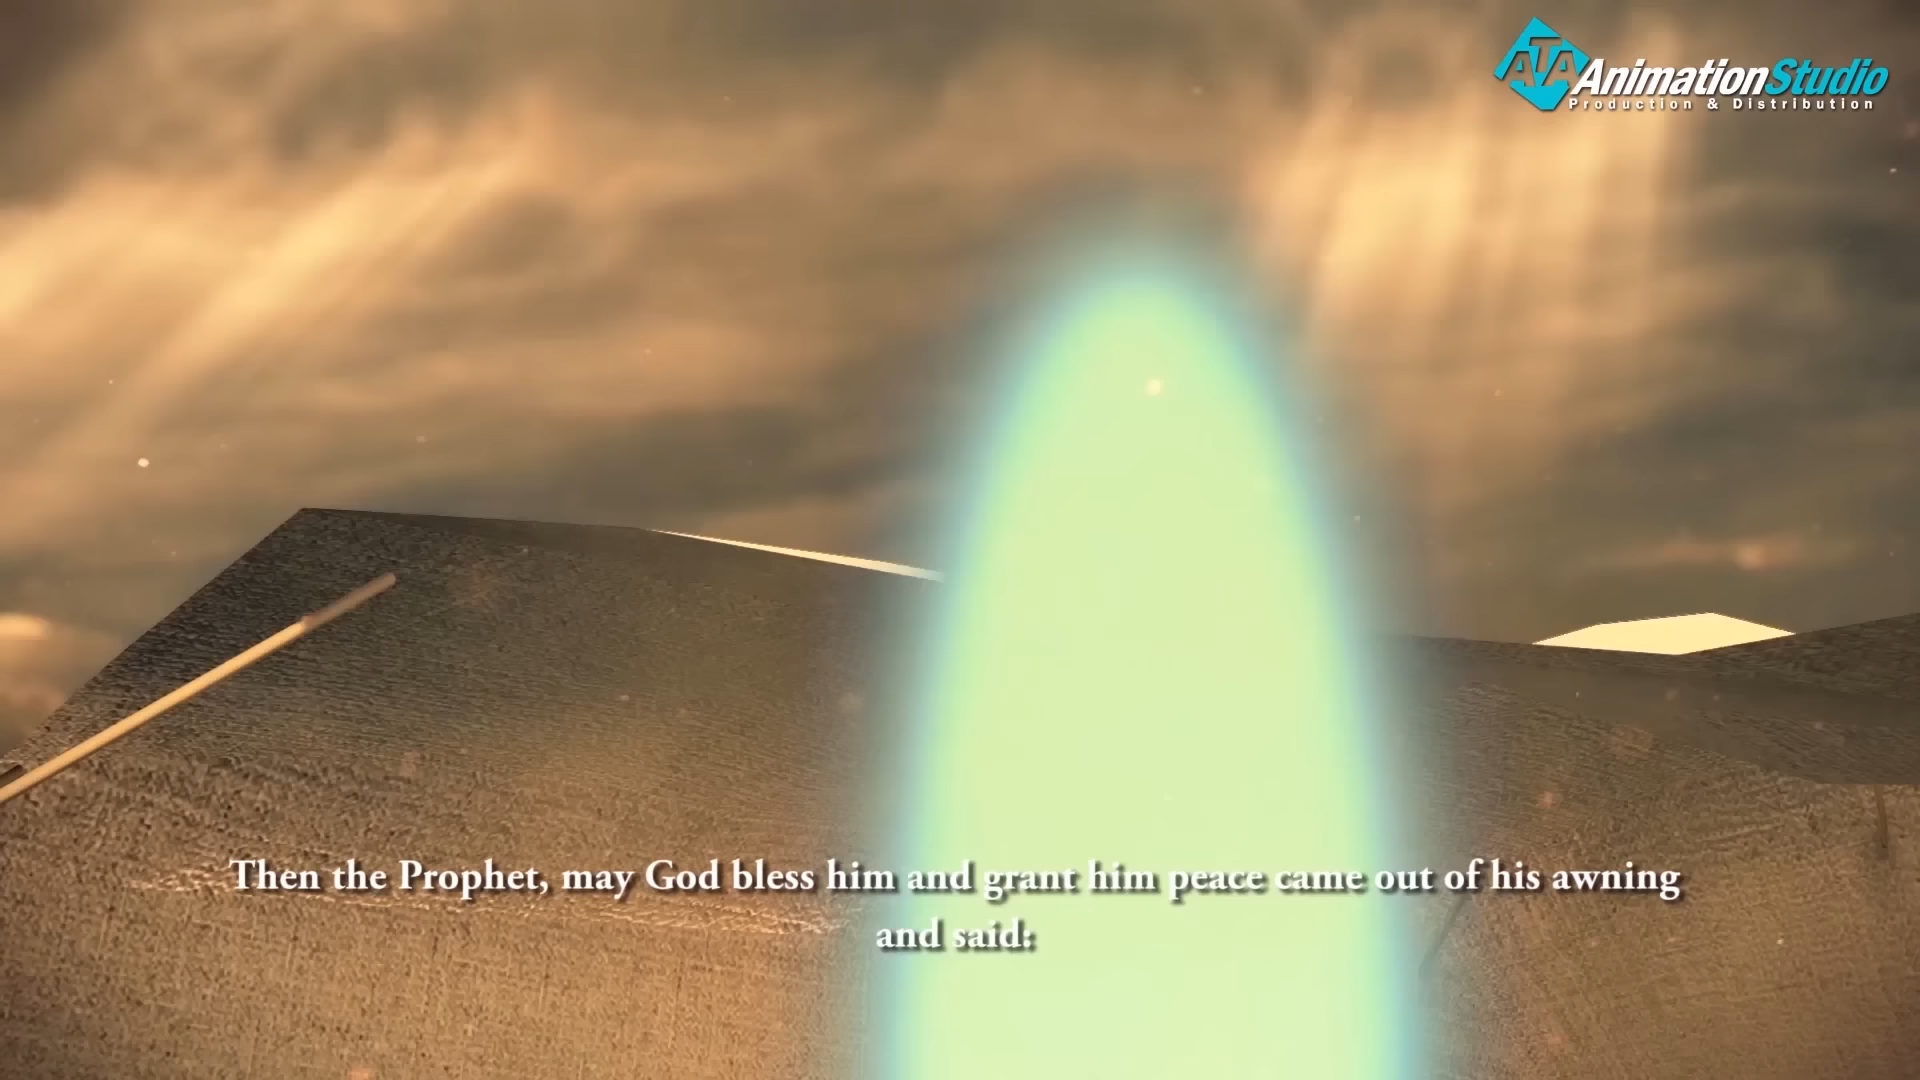 ATA AnimationStudio
Production & Distribution
Then the Prophet, may God bless him and grant him peace came out of his awning
and said: